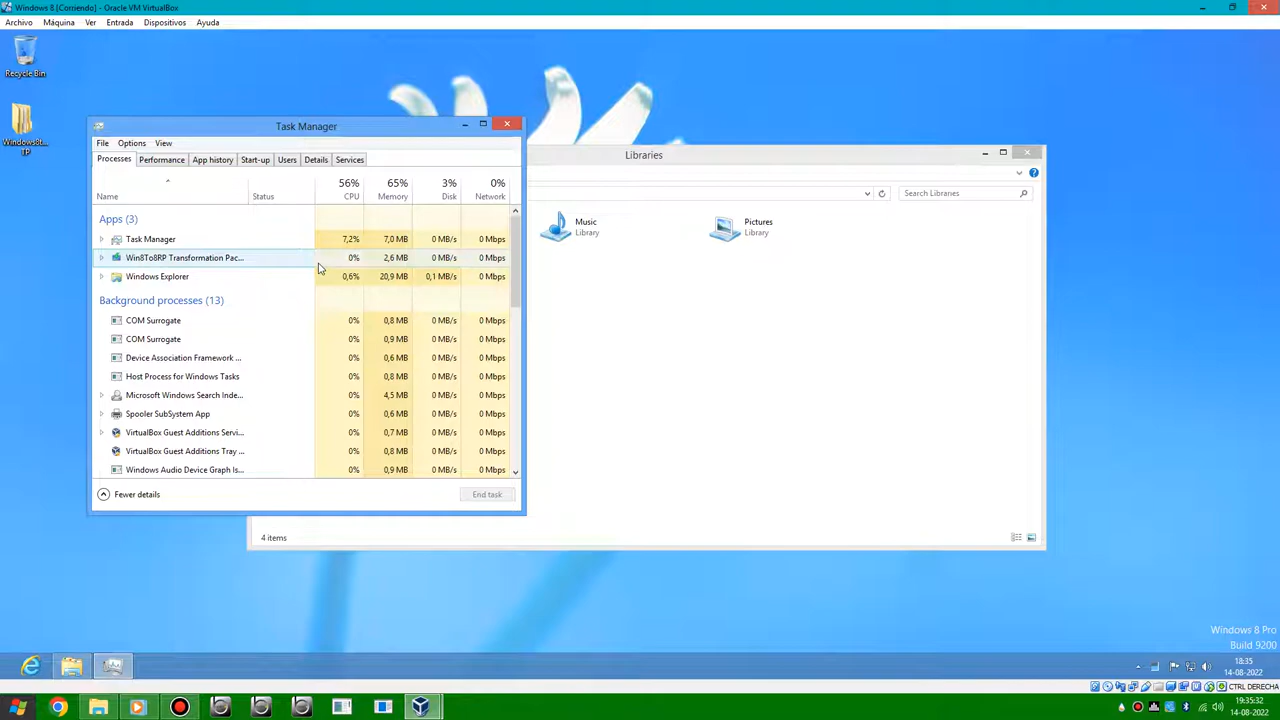 Windows 8 [Corriendo] - Oracle VM VirtualBox
Archivo Máquina Ver Entrada Dispositivos Ayuda
Recycle Bin
Windows8t...
TP
Task Manager
File Options View
Processes Performance App history Start-up Users Details Services
56% 65% 3% 0%
Name Status CPU Memory Disk Network
Apps (3)
Task Manager 7,2% 7,0 MB 0 MB/s 0 Mbps
Win8To8RP Transformation Pac... 0% 2,6 MB 0 MB/s 0 Mbps
Windows Explorer 0,6% 20,9 MB 0,1 MB/s 0 Mbps
Background processes (13)
COM Surrogate 0% 0,8 MB 0 MB/s 0 Mbps
COM Surrogate 0% 0,9 MB 0 MB/s 0 Mbps
Device Association Framework ... 0% 0,6 MB 0 MB/s 0 Mbps
Host Process for Windows Tasks 0% 0,8 MB 0 MB/s 0 Mbps
Microsoft Windows Search Inde... 0% 4,5 MB 0 MB/s 0 Mbps
Spooler SubSystem App 0% 0,6 MB 0 MB/s 0 Mbps
VirtualBox Guest Additions Servi... 0% 0,7 MB 0 MB/s 0 Mbps
VirtualBox Guest Additions Tray ... 0% 0,8 MB 0 MB/s 0 Mbps
Windows Audio Device Graph Is... 0% 0,9 MB 0 MB/s 0 Mbps
Fewer details End task
Libraries
Search Libraries
Music
Library
Pictures
Library
4 items
Windows 8 Pro
Build 9200
18:35
14-08-2022
CTRL DERECHA
19:35:32
14-08-2022